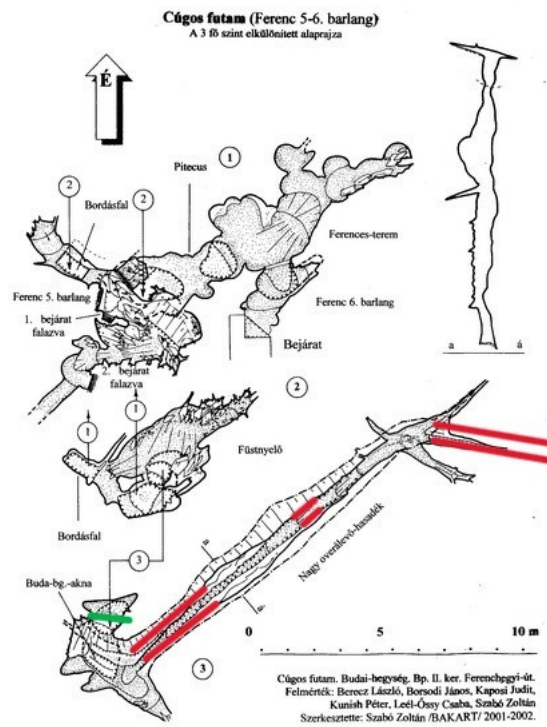 Cúgos futam (Ferenc 5-6. barlang)
A 3 fő szint elkülönített alaprajza
É
1
2
2
Pitecus
Bordásfal
Ferences-terem
Ferenc 5. barlang
1. bejárat
falazva
Ferenc 6. barlang
Bejárat
2. bejárat
falazva
a
á
2
1
1
Füstnyelő
Bordásfal
3
Nagy overálevő-hasadék
Buda-bg.-akna
a
á
0
5
10 m
3
Cúgos futam. Budai-hegység. Bp. II. ker. Ferenchegyi-út.
Felmérték: Berecz László, Borsodi János, Kaposi Judit,
Kunish Péter, Leél-Őssy Csaba, Szabó Zoltán
Szerkesztette: Szabó Zoltán /BAKART/ 2001-2002.